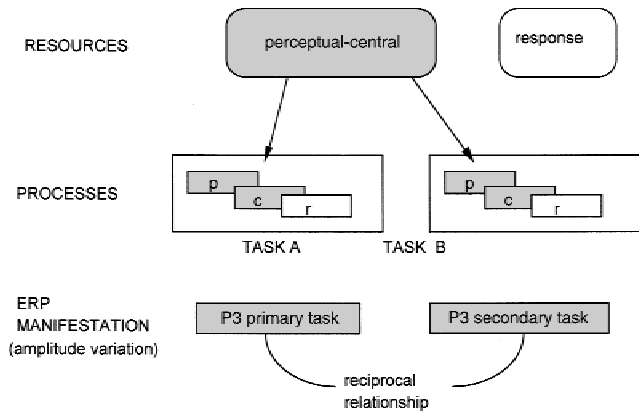 RESOURCES
perceptual-central
response
PROCESSES
p
c
r
p
c
r
TASK A
TASK B
ERP
MANIFESTATION
(amplitude variation)
P3 primary task
P3 secondary task
reciprocal
relationship